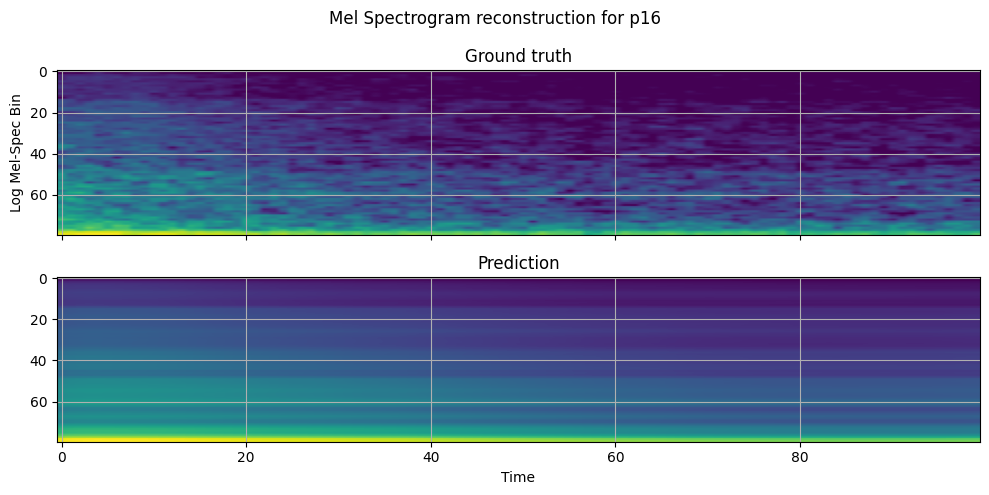 Mel Spectrogram reconstruction for p16
Ground truth
Log Mel-Spec Bin
0
20
40
60
Prediction
0
20
40
60
0 20 40 60 80
Time